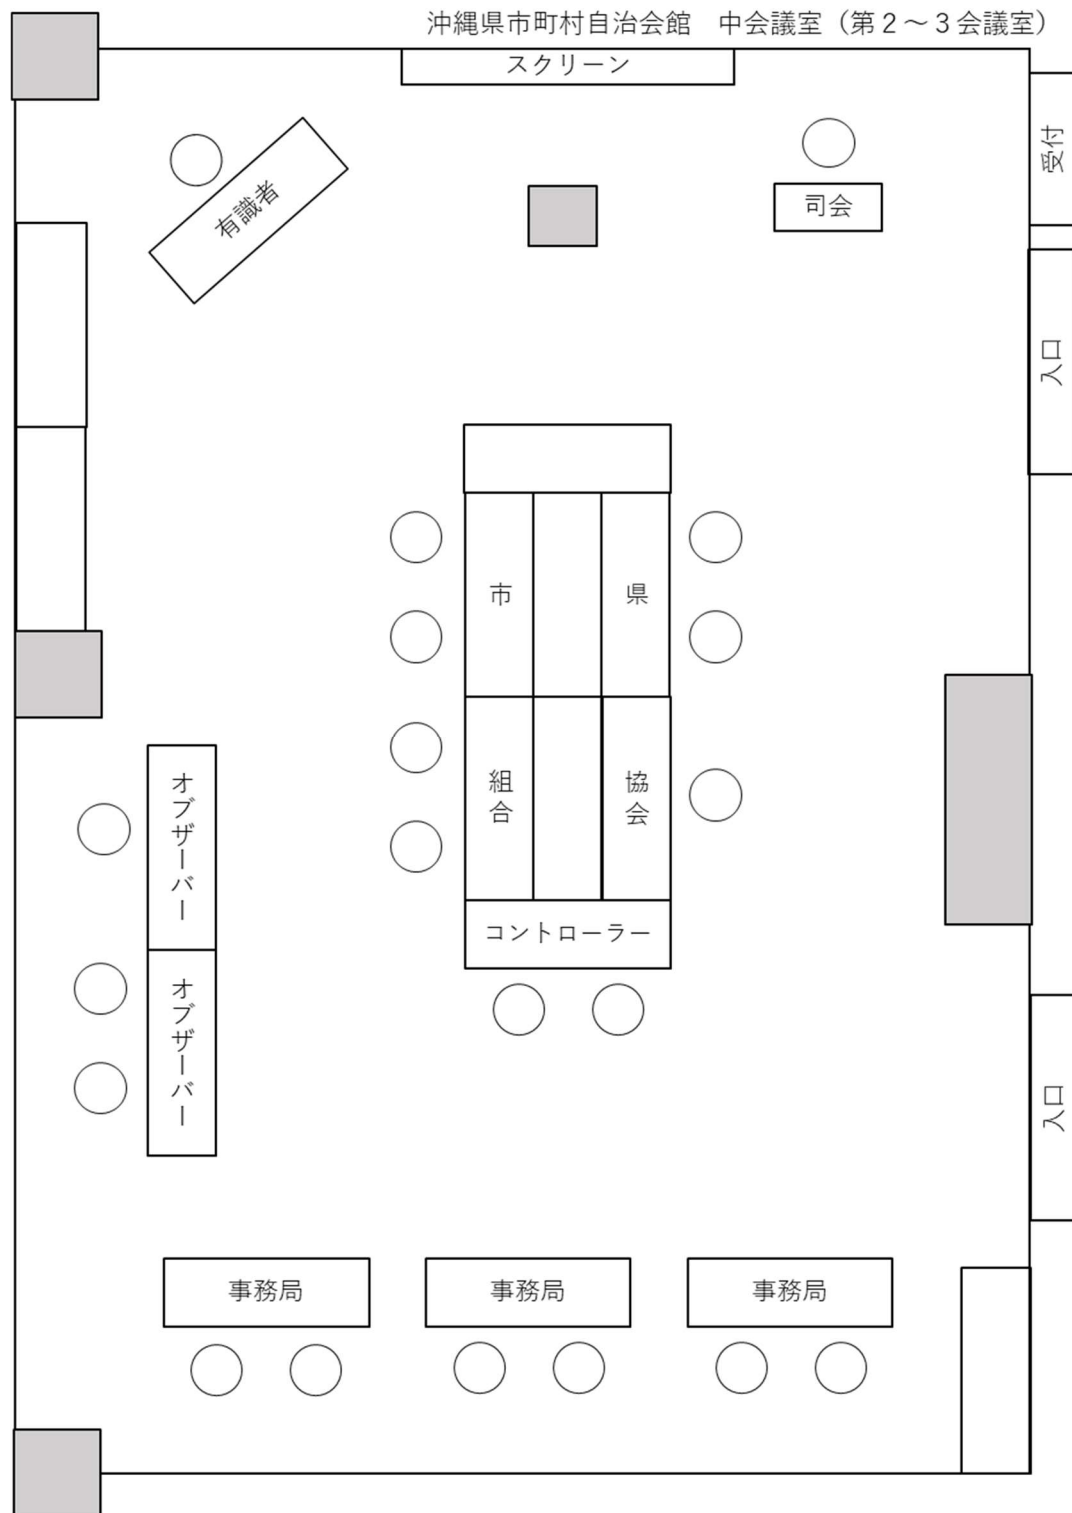 沖縄県市町村自治会館　中会議室（第２～３会議室）
スクリーン
受付
有識者
司会
入口
市
県
組合
協会
オブザーバー
コントローラー
オブザーバー
入口
事務局
事務局
事務局